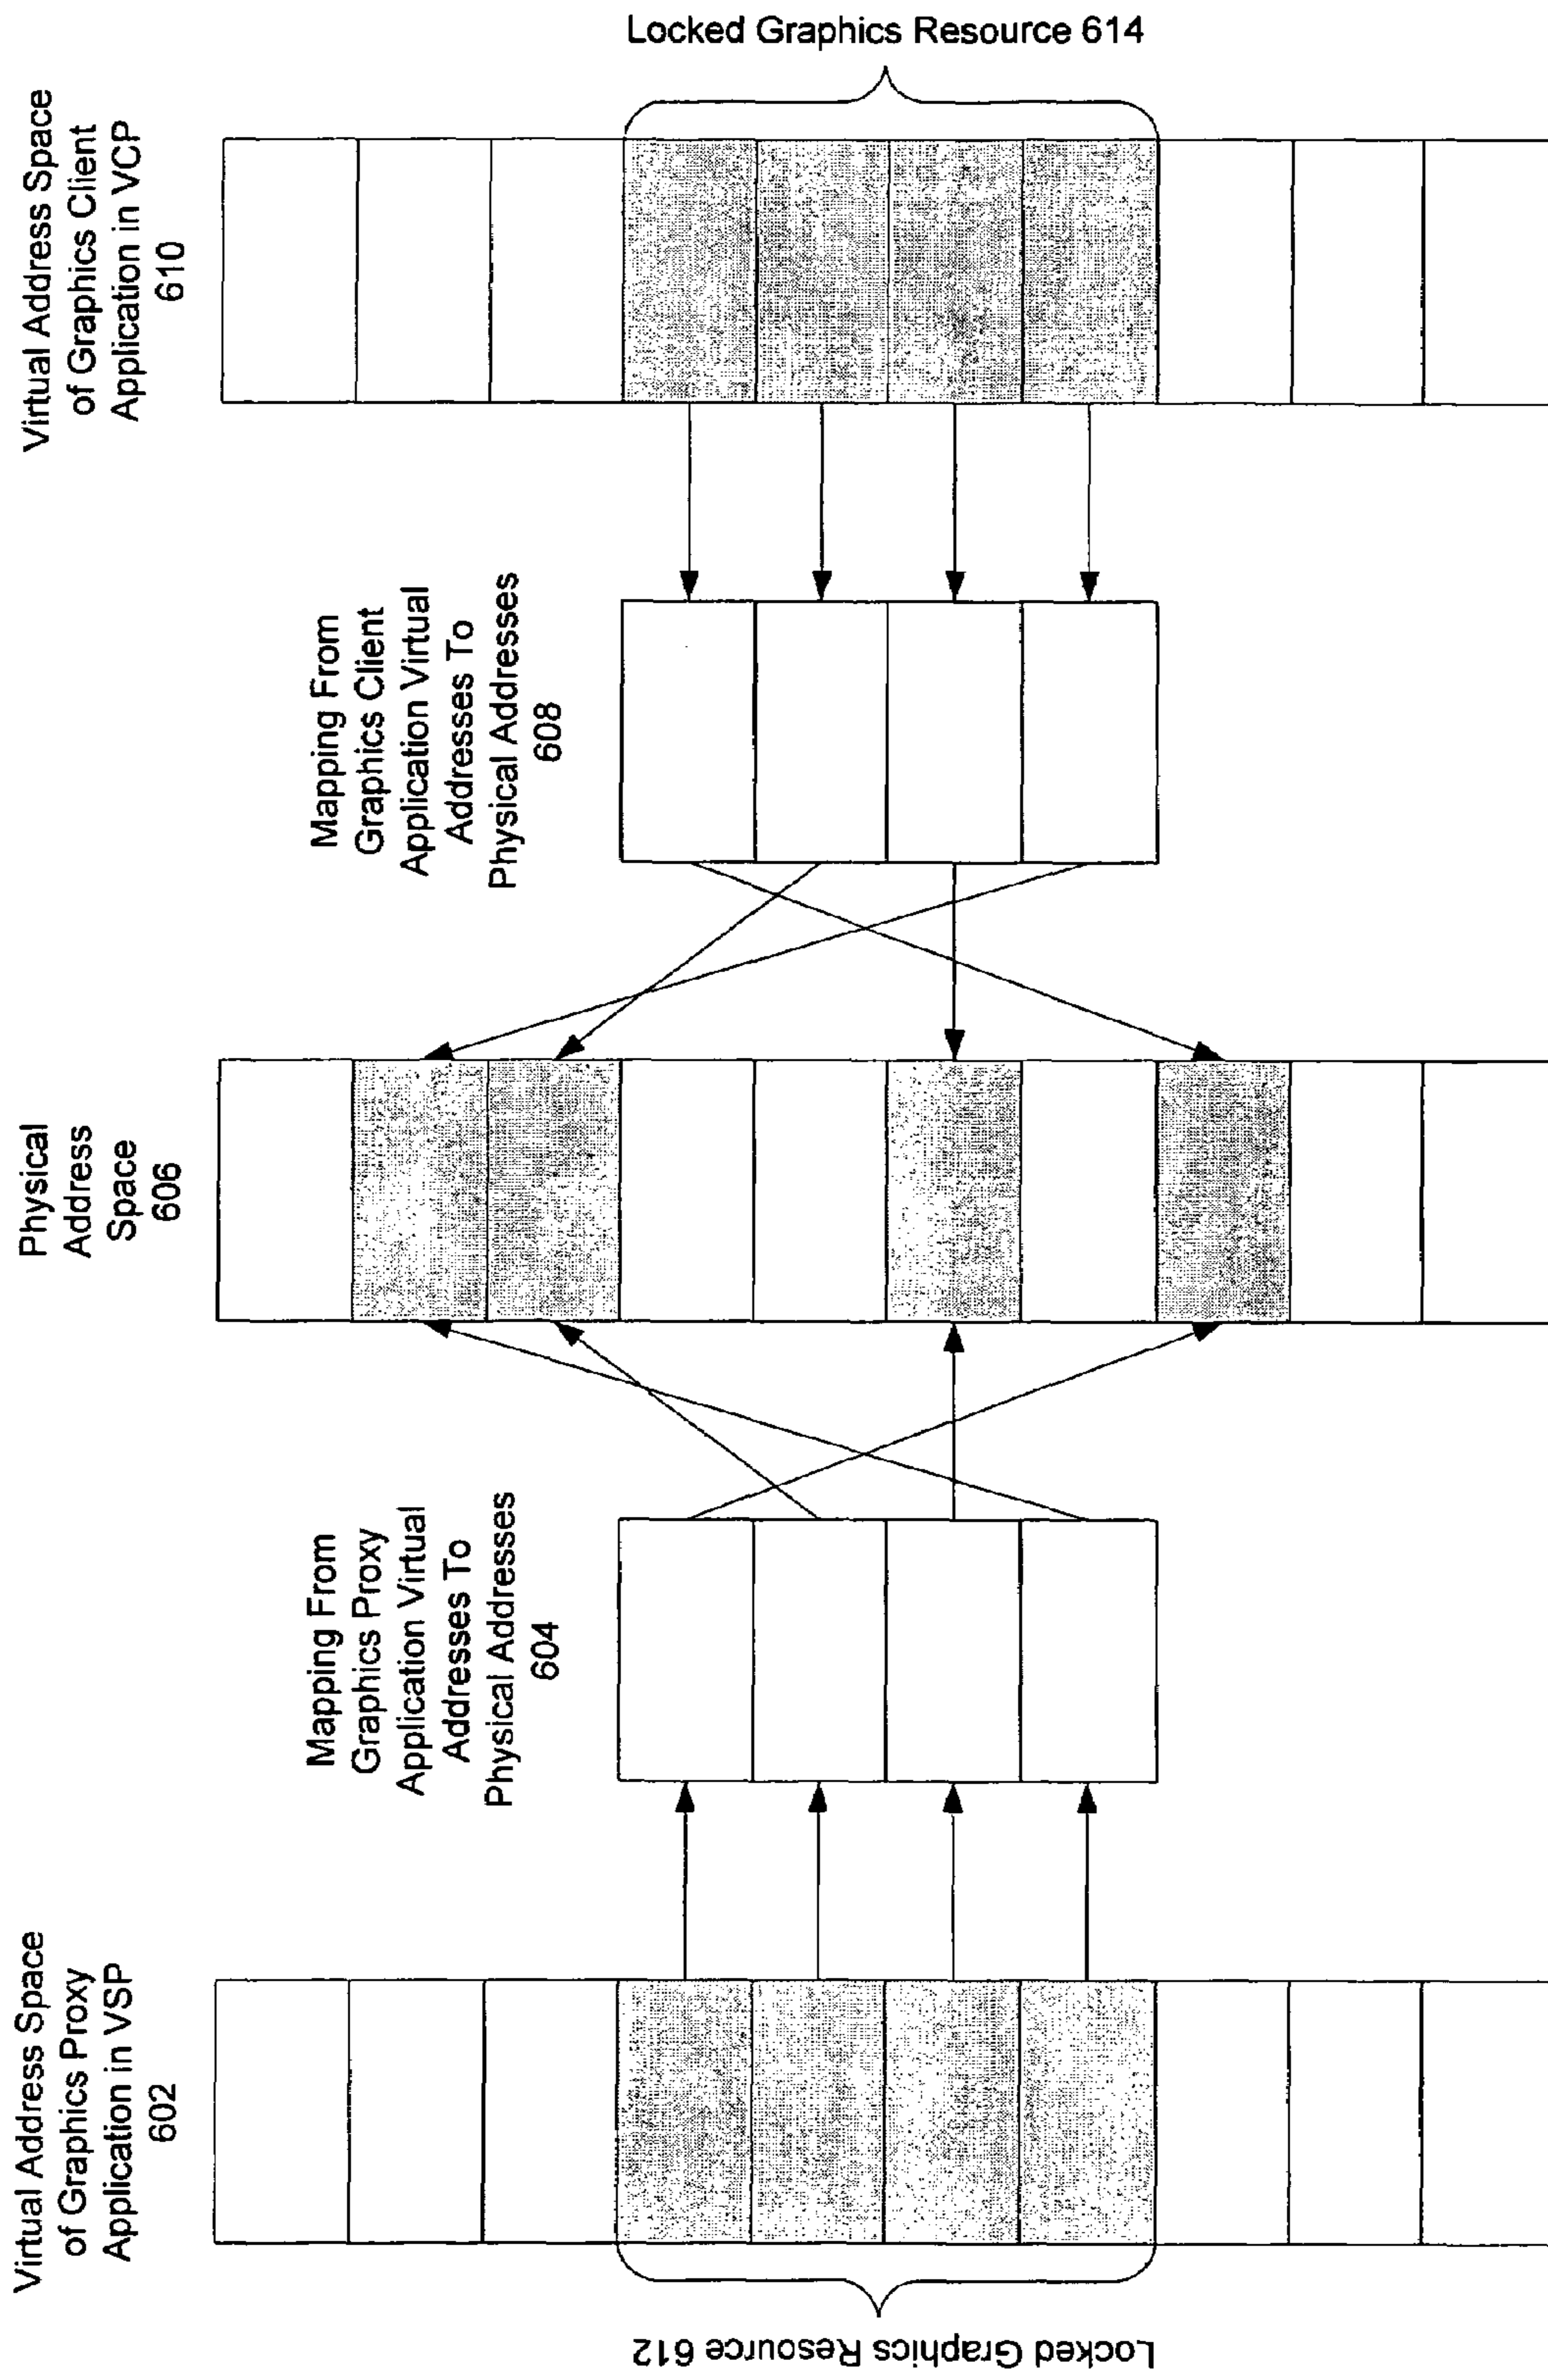 Virtual Address Space
of Graphics Proxy
Application in VSP
602
Mapping From
Graphics Proxy
Application Virtual
Addresses To
Physical Addresses
604
Physical
Address
Space
606
Mapping From
Graphics Client
Application Virtual
Addresses To
Physical Addresses
608
Virtual Address Space
of Graphics Client
Application in VCP
610
Locked Graphics Resource 612
Locked Graphics Resource 614